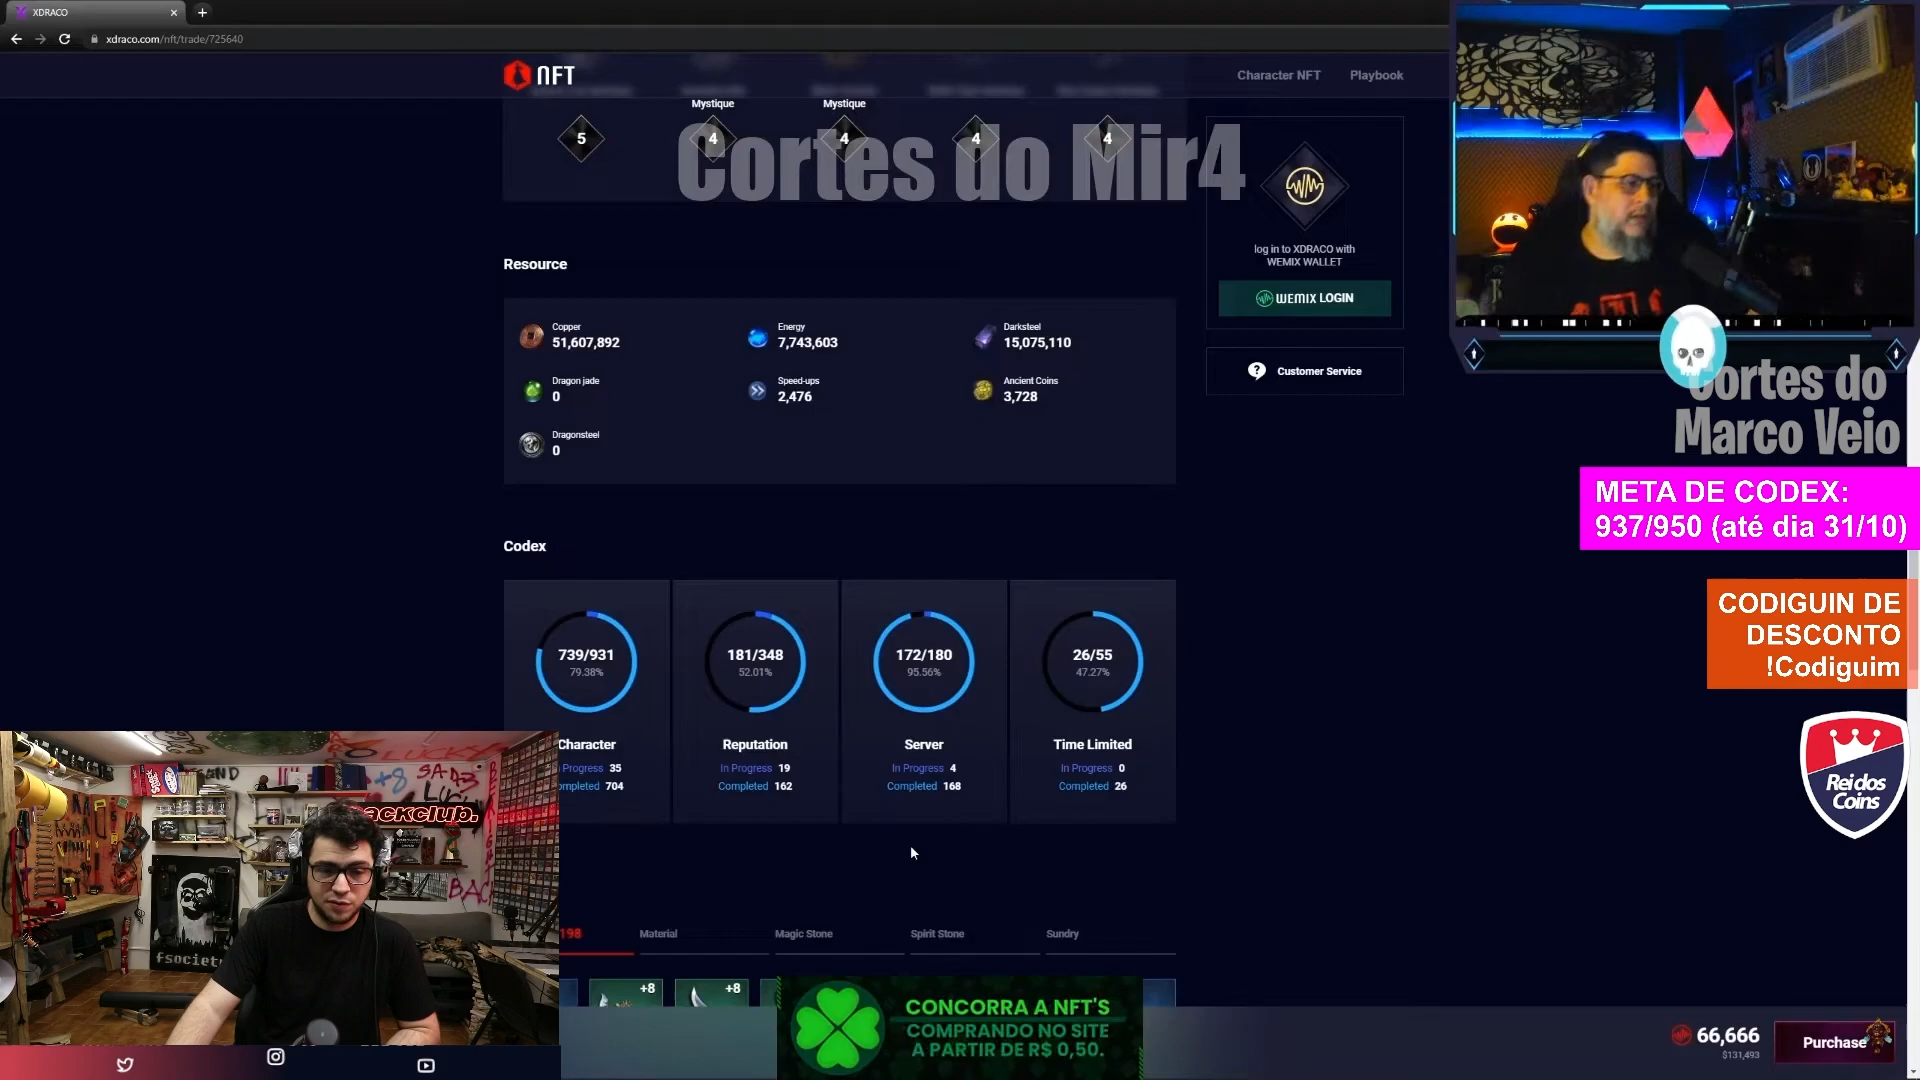 XDRACO
xdraco.com/nft/trade/725640
NFT
Character NFT
Playbook
Mystique
Mystique
5
4
4
4
4
Cortes do Mir4
log in to XDRACO with
WEMIX WALLET
WEMIX LOGIN
Customer Service
Resource
Copper
51,607,892
Energy
7,743,603
Darksteel
15,075,110
Dragon jade
0
Speed-ups
2,476
Ancient Coins
3,728
Dragonsteel
0
Cortes do
Marco Veio
META DE CODEX:
937/950 (até dia 31/10)
CODIGUIN DE
DESCONTO
!Codiguim
Rei dos
Coins
Codex
739/931
79.38%
181/348
52.01%
172/180
95.56%
26/55
47.27%
Character
Reputation
Server
Time Limited
Progress 35
In Progress 19
In Progress 4
In Progress 0
ompleted 704
Completed 162
Completed 168
Completed 26
198
Material
Magic Stone
Spirit Stone
Sundry
+8
+8
ackclub.
CONCORRA A NFT'S
COMPRANDO NO SITE
A PARTIR DE R$ 0,50.
66,666
$131,493
Purchase